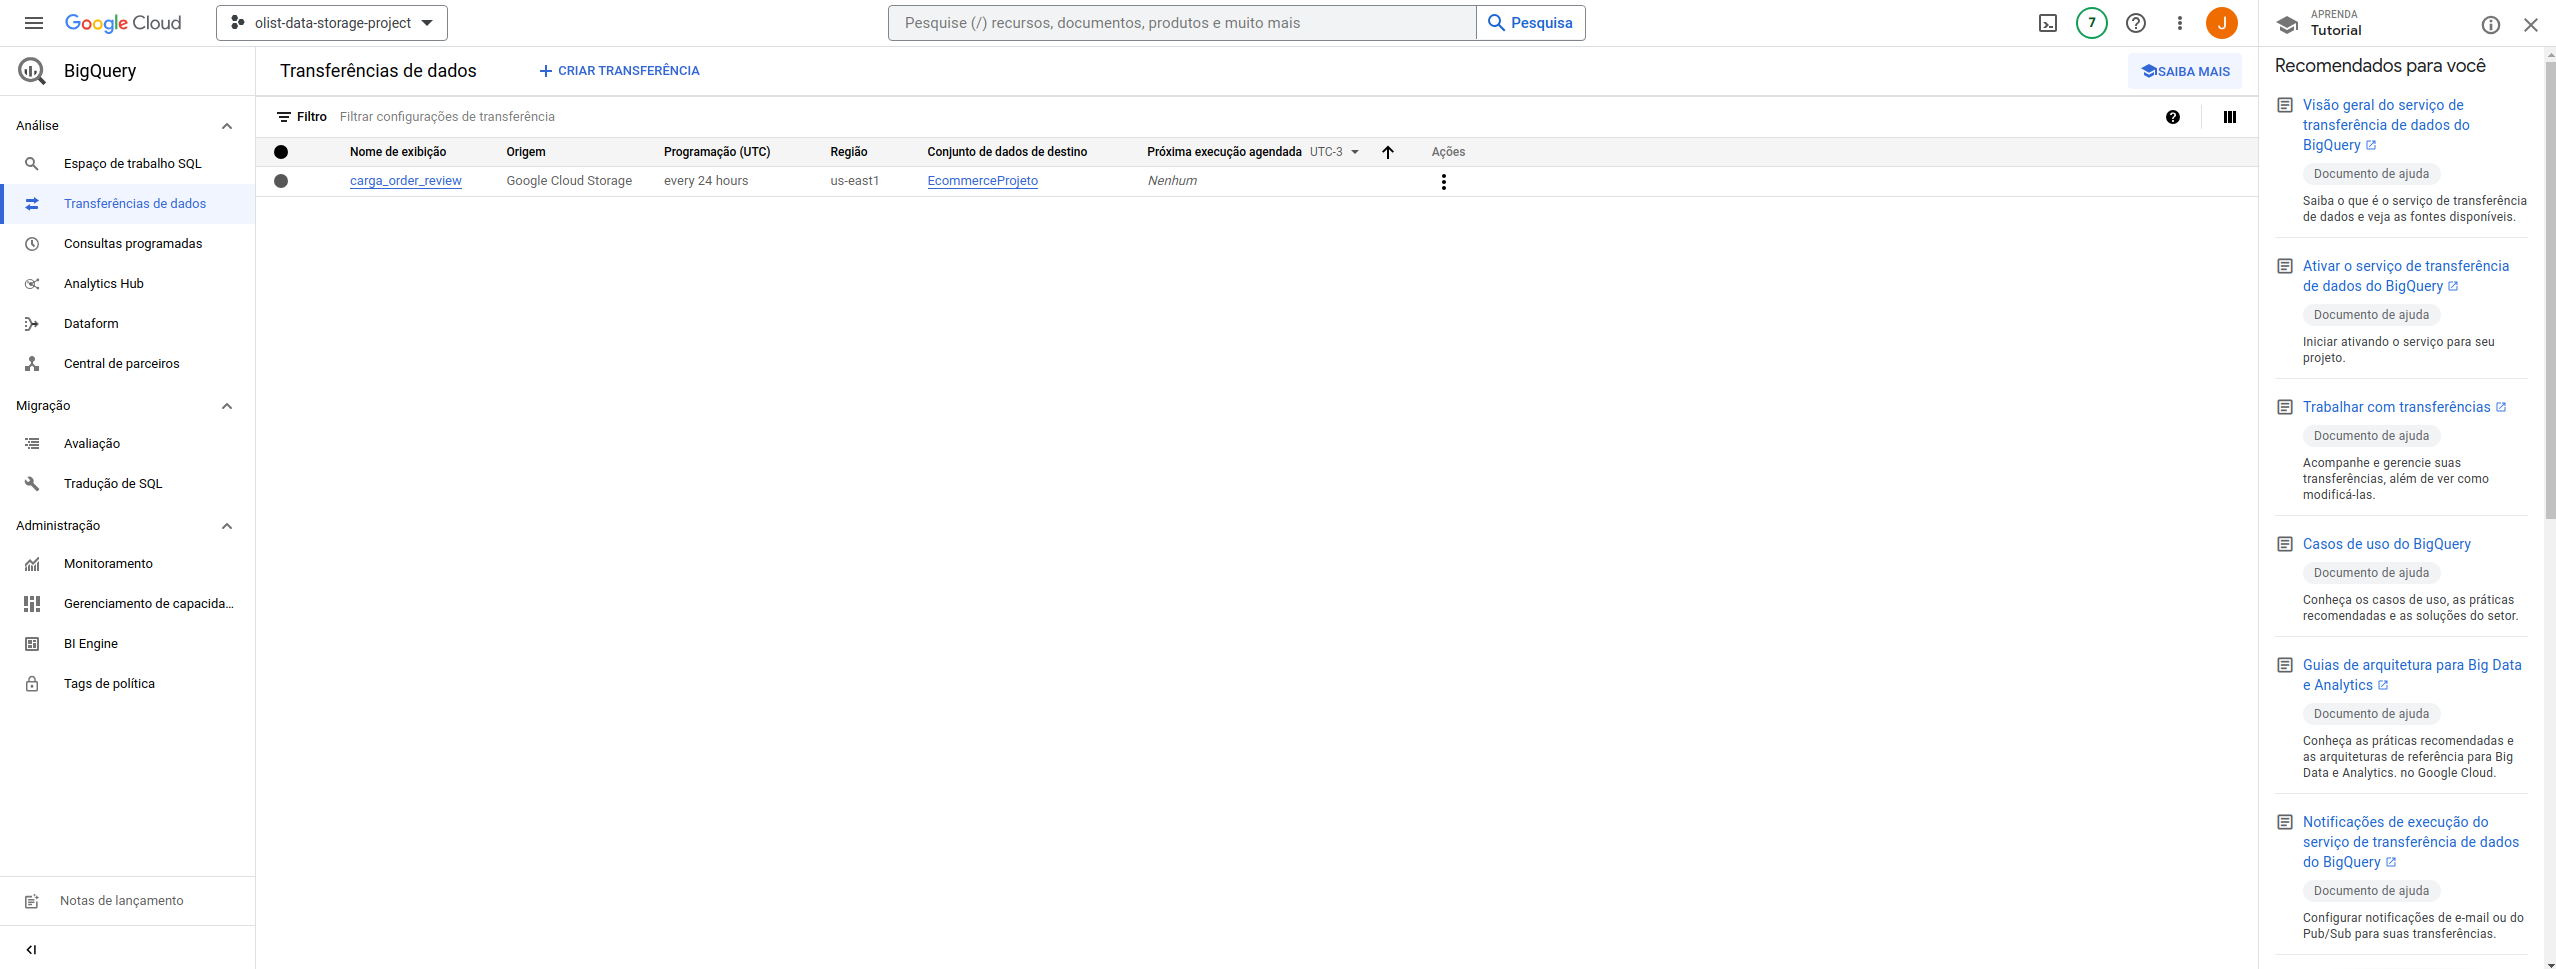 Google Cloud
olist-data-storage-project
Pesquise (/) recursos, documentos, produtos e muito mais
Pesquisa
7
J
APRENDA
Tutorial
BigQuery
Transferências de dados
CRIAR TRANSFERÊNCIA
SAIBA MAIS
Análise
Espaço de trabalho SQL
Transferências de dados
Consultas programadas
Analytics Hub
Dataform
Central de parceiros
Migração
Avaliação
Tradução de SQL
Administração
Monitoramento
Gerenciamento de capacida...
BI Engine
Tags de política
Notas de lançamento
Filtro Filtrar configurações de transferência
Nome de exibição Origem Programação (UTC) Região Conjunto de dados de destino Próxima execução agendada UTC-3 Ações
carga_order_review Google Cloud Storage every 24 hours us-east1 EcommerceProjeto Nenhum
Recomendados para você
Visão geral do serviço de
transferência de dados do
BigQuery
Documento de ajuda
Saiba o que é o serviço de transferência
de dados e veja as fontes disponíveis.
Ativar o serviço de transferência
de dados do BigQuery
Documento de ajuda
Iniciar ativando o serviço para seu
projeto.
Trabalhar com transferências
Documento de ajuda
Acompanhe e gerencie suas
transferências, além de ver como
modificá-las.
Casos de uso do BigQuery
Documento de ajuda
Conheça os casos de uso, as práticas
recomendadas e as soluções do setor.
Guias de arquitetura para Big Data
e Analytics
Documento de ajuda
Conheça as práticas recomendadas e
as arquiteturas de referência para Big
Data e Analytics. no Google Cloud.
Notificações de execução do
serviço de transferência de dados
do BigQuery
Documento de ajuda
Configurar notificações de e-mail ou do
Pub/Sub para suas transferências.